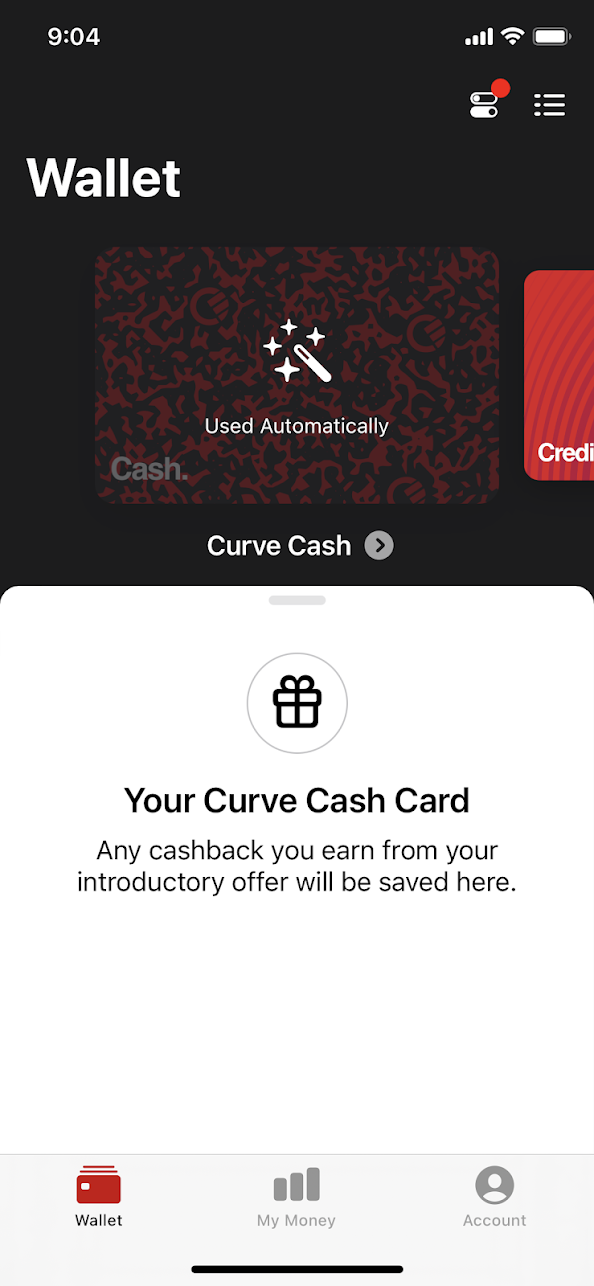 9:04
Wallet
Used Automatically
Cash.
Credi
Curve Cash
Your Curve Cash Card
Any cashback you earn from your
introductory offer will be saved here.
Wallet
My Money
Account